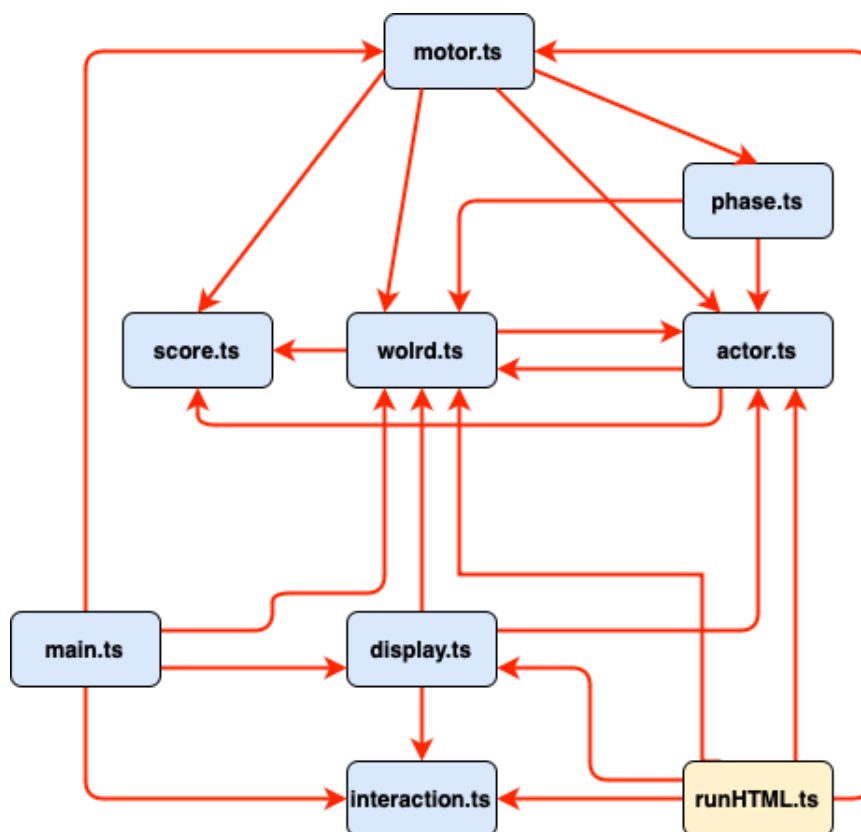 motor.ts
phase.ts
score.ts
wolrd.ts
actor.ts
main.ts
display.ts
interaction.ts
runHTML.ts